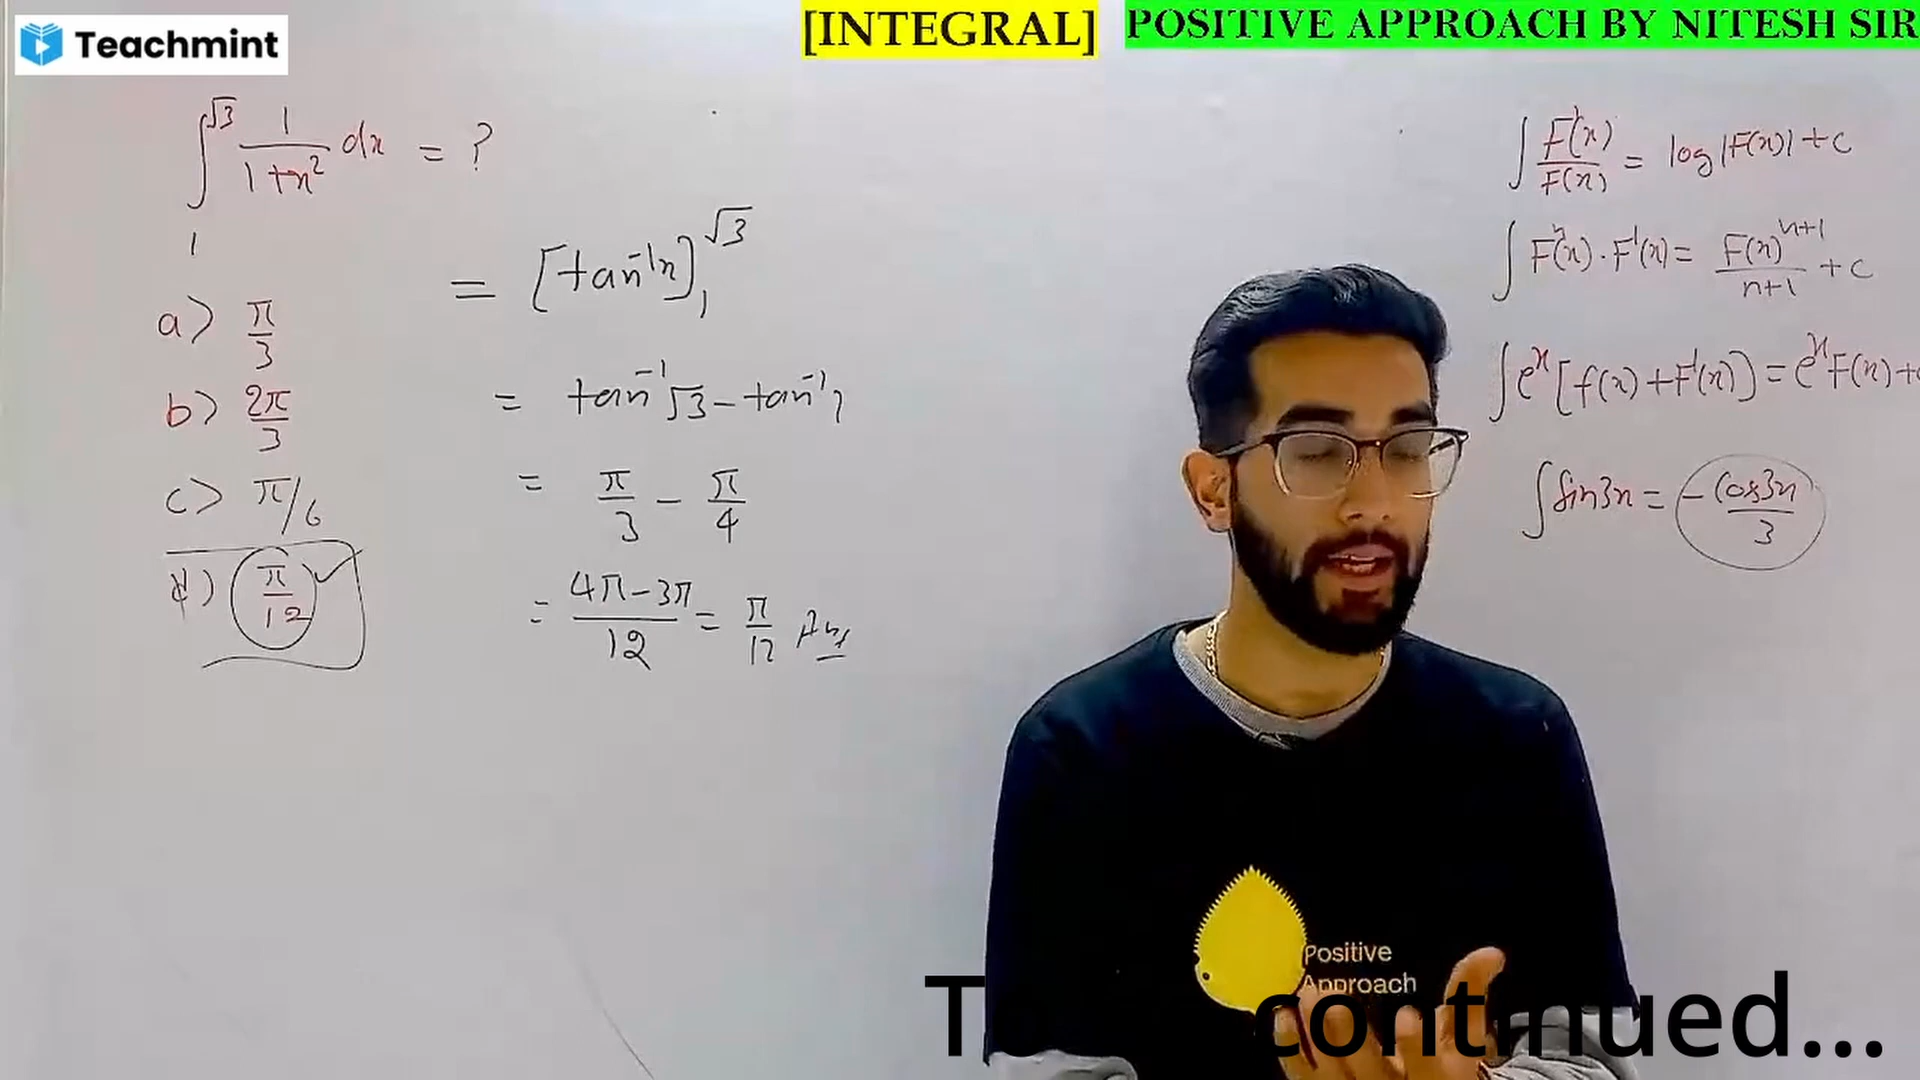 Teachmint
[INTEGRAL]
POSITIVE APPROACH BY NITESH SIR
∫₁^√3 1/(1+x²) dx = ?
a) π/3
b) 2π/3
c) π/6
d) π/12 ✓
= [tan⁻¹x]₁^√3
= tan⁻¹√3 - tan⁻¹1
= π/3 - π/4
= (4π-3π)/12 = π/12 Ans
∫ F'(x)/F(x) = log|F(x)| + c
∫ Fⁿ(x)·F'(x) = F(x)ⁿ⁺¹/(n+1) + c
∫ eˣ[f(x)+F'(x)] = eˣF(x)+c
∫ sin3x = -cos3x/3
Positive
Approach
continued...